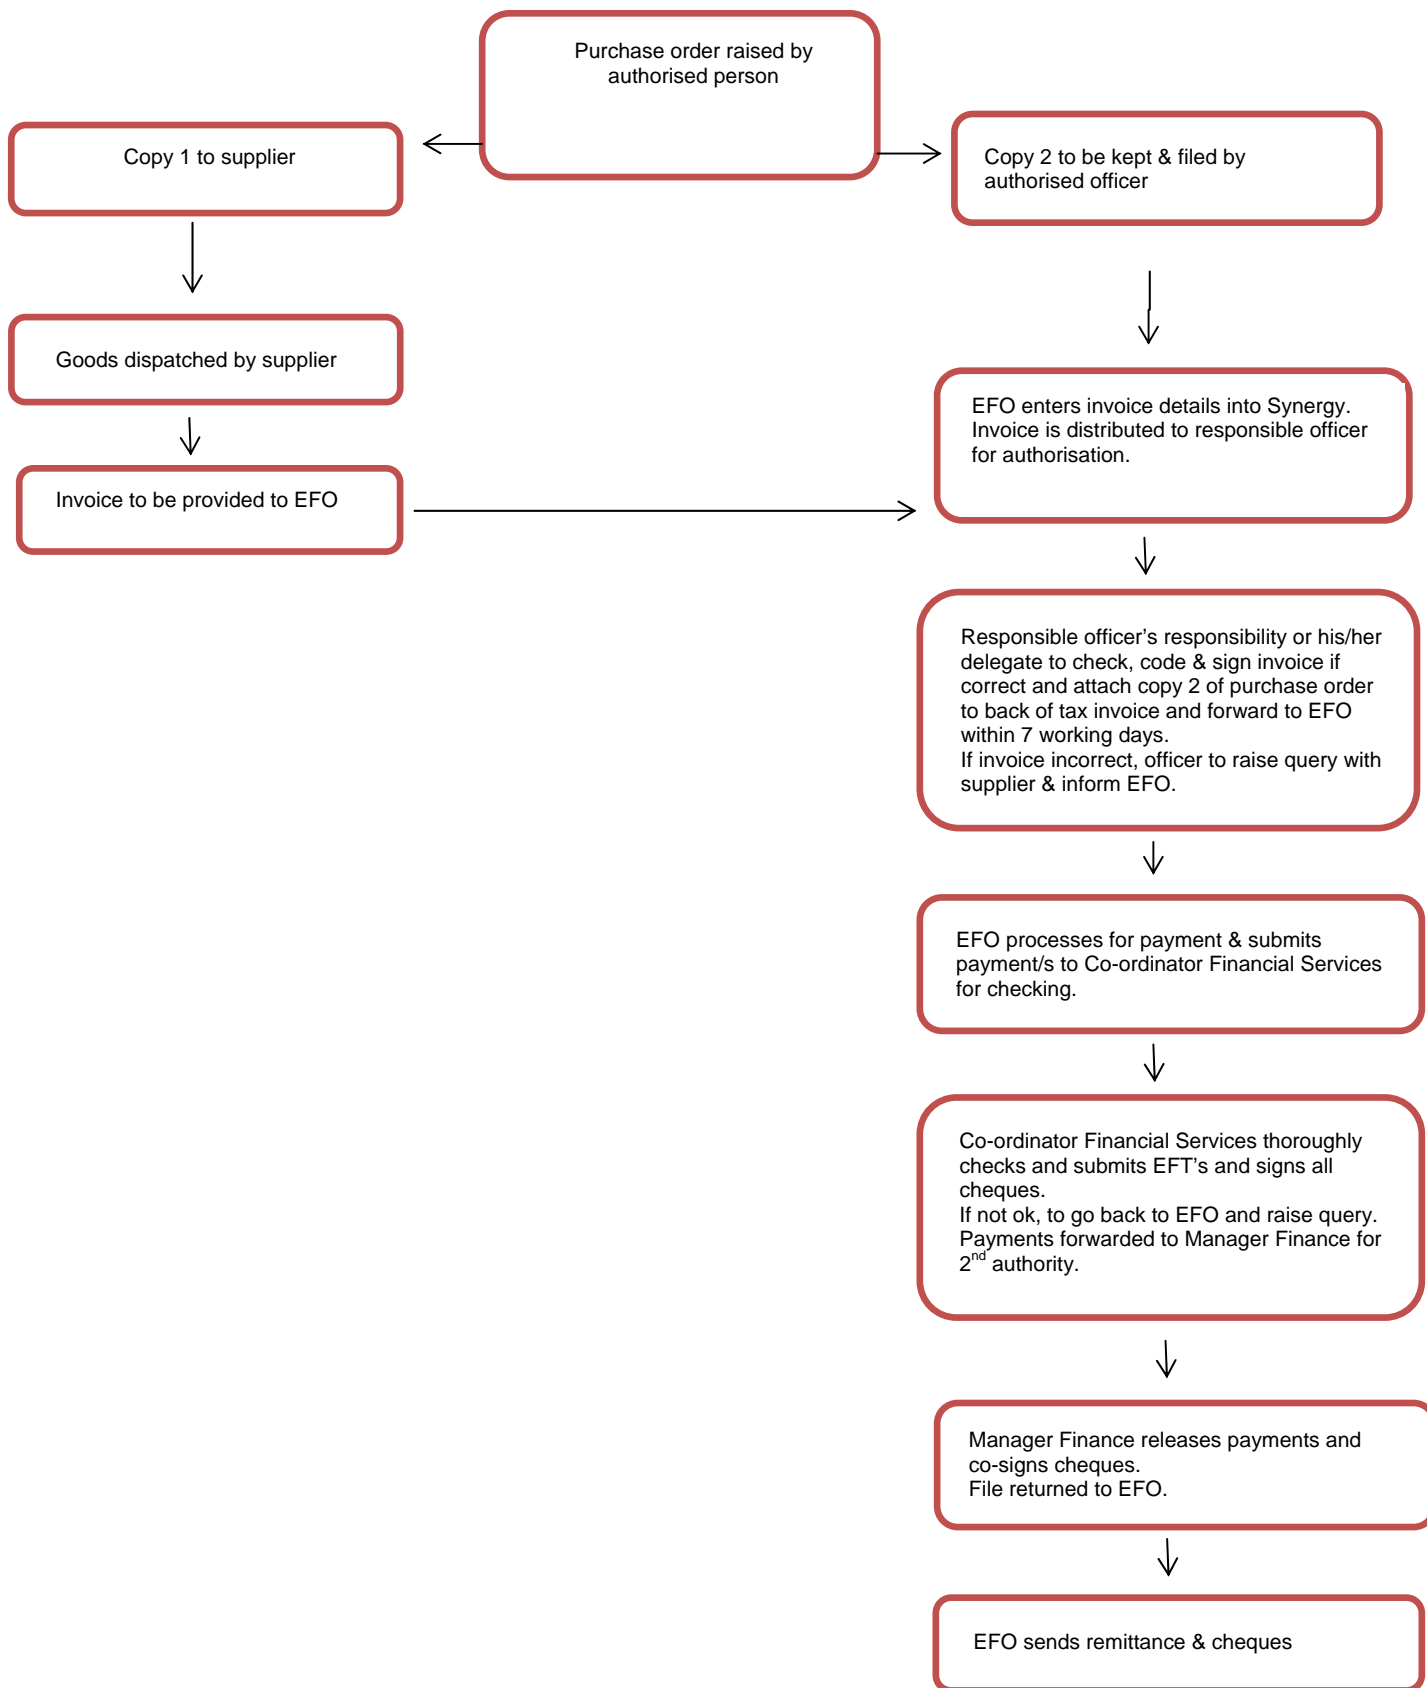 Purchase order raised by
authorised person
Copy 1 to supplier
Copy 2 to be kept & filed by
authorised officer
Goods dispatched by supplier
EFO enters invoice details into Synergy.
Invoice is distributed to responsible officer
for authorisation.
Invoice to be provided to EFO
Responsible officer’s responsibility or his/her
delegate to check, code & sign invoice if
correct and attach copy 2 of purchase order
to back of tax invoice and forward to EFO
within 7 working days.
If invoice incorrect, officer to raise query with
supplier & inform EFO.
EFO processes for payment & submits
payment/s to Co-ordinator Financial Services
for checking.
Co-ordinator Financial Services thoroughly
checks and submits EFT’s and signs all
cheques.
If not ok, to go back to EFO and raise query.
Payments forwarded to Manager Finance for
2nd authority.
Manager Finance releases payments and
co-signs cheques.
File returned to EFO.
EFO sends remittance & cheques